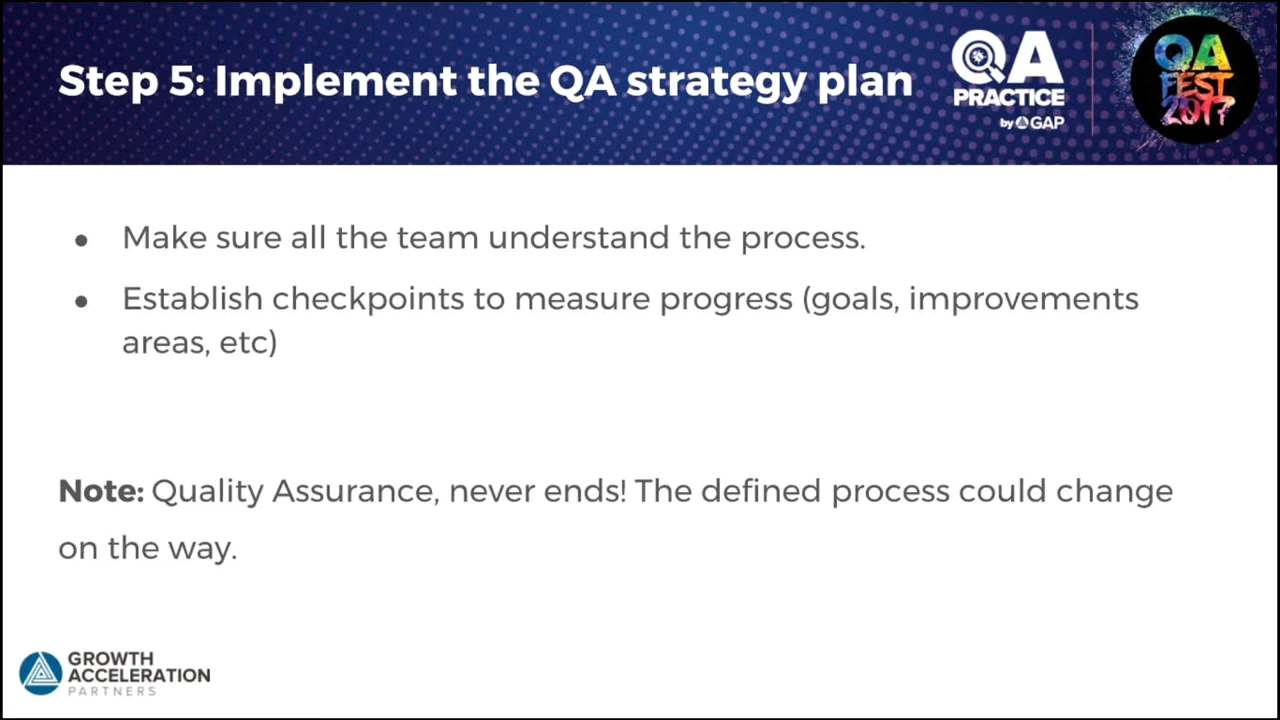 Step 5: Implement the QA strategy plan
QA
PRACTICE
by GAP
QA
FEST
2017
● Make sure all the team understand the process.
● Establish checkpoints to measure progress (goals, improvements
areas, etc)
Note: Quality Assurance, never ends! The defined process could change
on the way.
GROWTH
ACCELERATION
PARTNERS